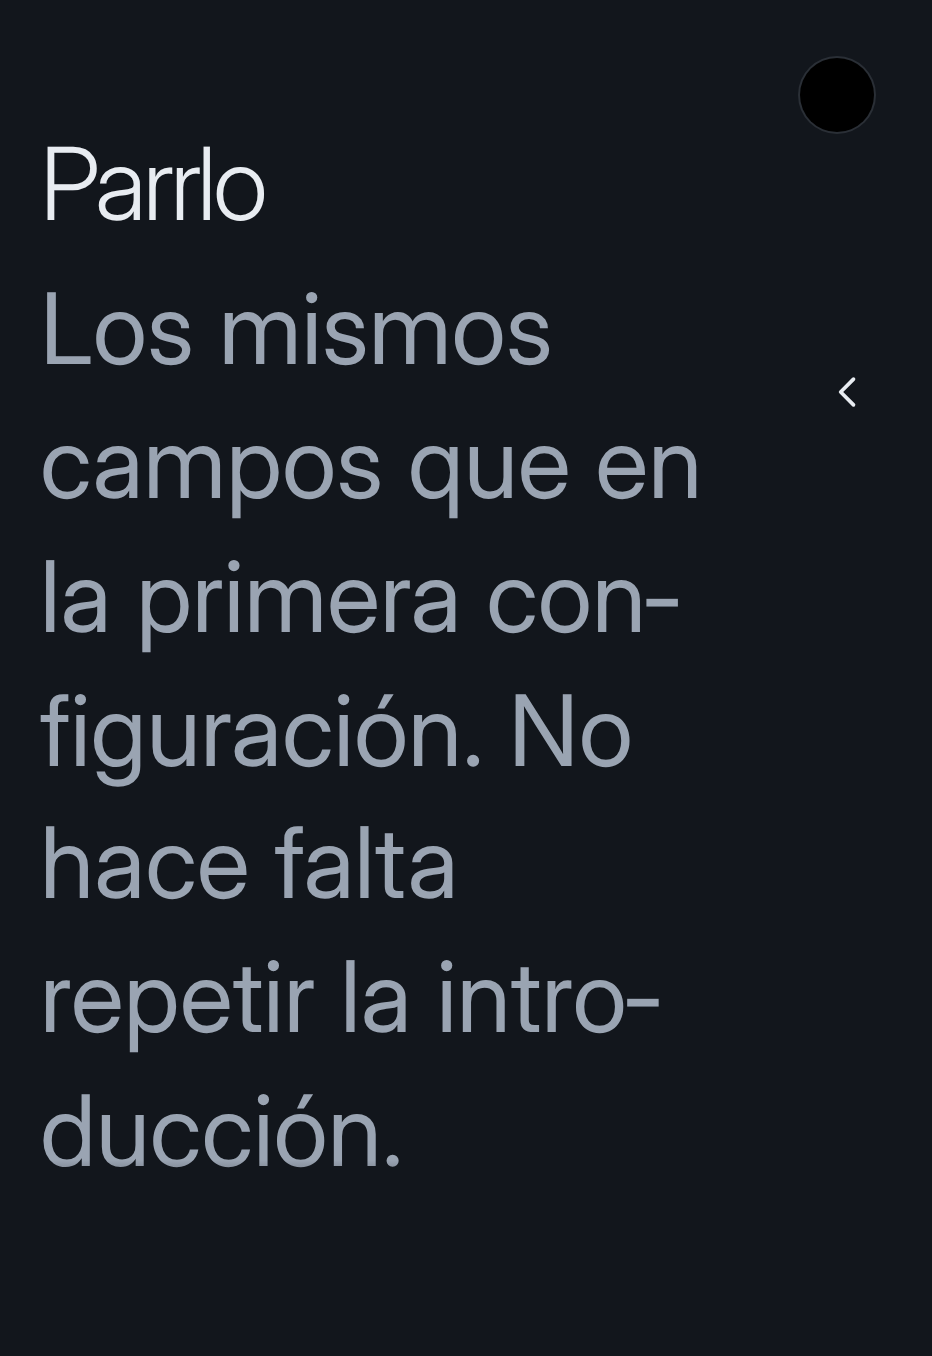 Parrlo
Los mismos
campos que en
la primera con-
figuración. No
hace falta
repetir la intro-
ducción.